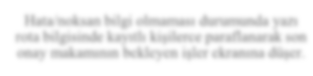 Hata/noksan bilgi olmaması durumunda yazı
rota bilgisinde kayıtlı kişilerce paraflanarak son
onay makamının bekleyen işler ekranına düşer.